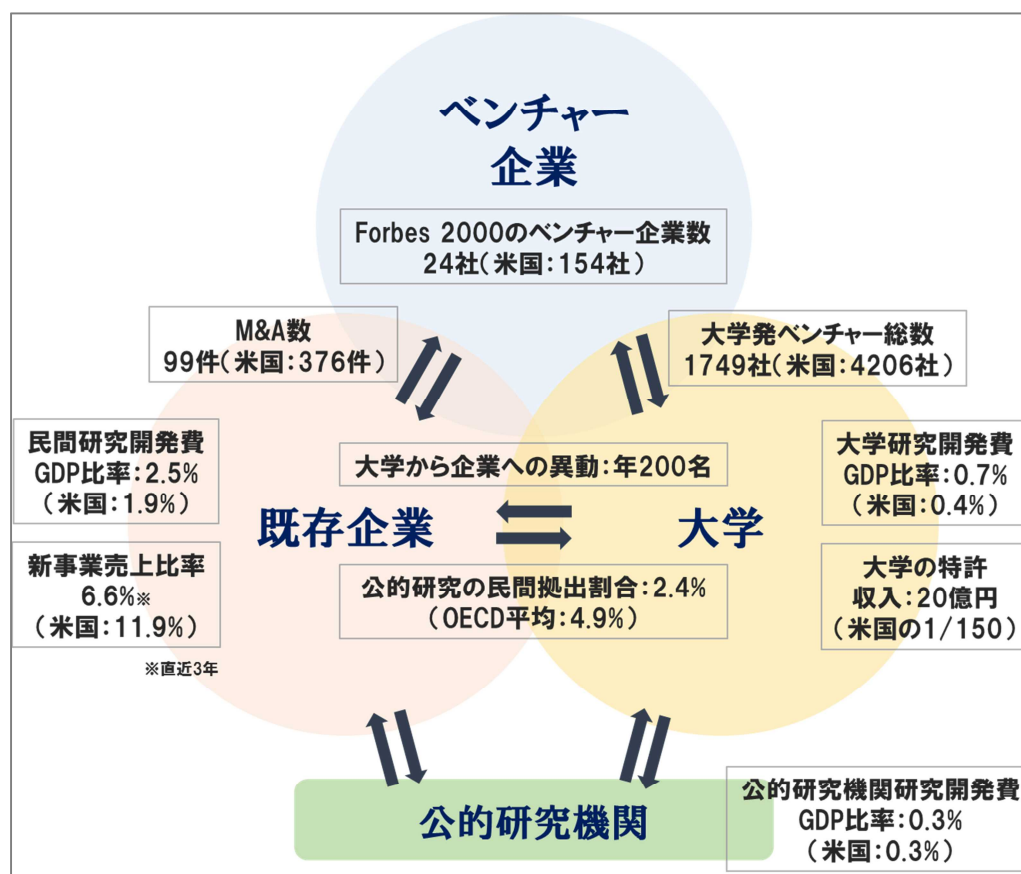 ベンチャー
企業
Forbes 2000のベンチャー企業数
24社(米国:154社)
M&A数
99件(米国:376件)
大学発ベンチャー総数
1749社(米国:4206社)
民間研究開発費
GDP比率:2.5%
(米国:1.9%)
大学から企業への異動:年200名
大学研究開発費
GDP比率:0.7%
(米国:0.4%)
既存企業
大学
新事業売上比率
6.6%※
(米国:11.9%)
※直近3年
公的研究の民間拠出割合:2.4%
(OECD平均:4.9%)
大学の特許
収入:20億円
(米国の1/150)
公的研究機関
公的研究機関研究開発費
GDP比率:0.3%
(米国:0.3%)